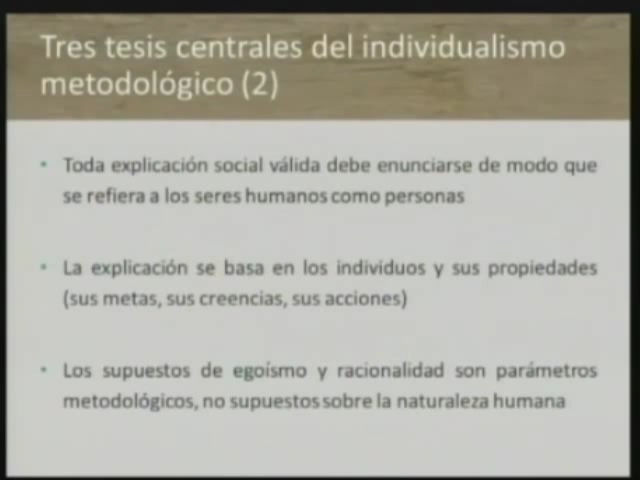 Tres tesis centrales del individualismo
metodológico (2)
• Toda explicación social válida debe enunciarse de modo que
se refiera a los seres humanos como personas
• La explicación se basa en los individuos y sus propiedades
(sus metas, sus creencias, sus acciones)
• Los supuestos de egoísmo y racionalidad son parámetros
metodológicos, no supuestos sobre la naturaleza humana